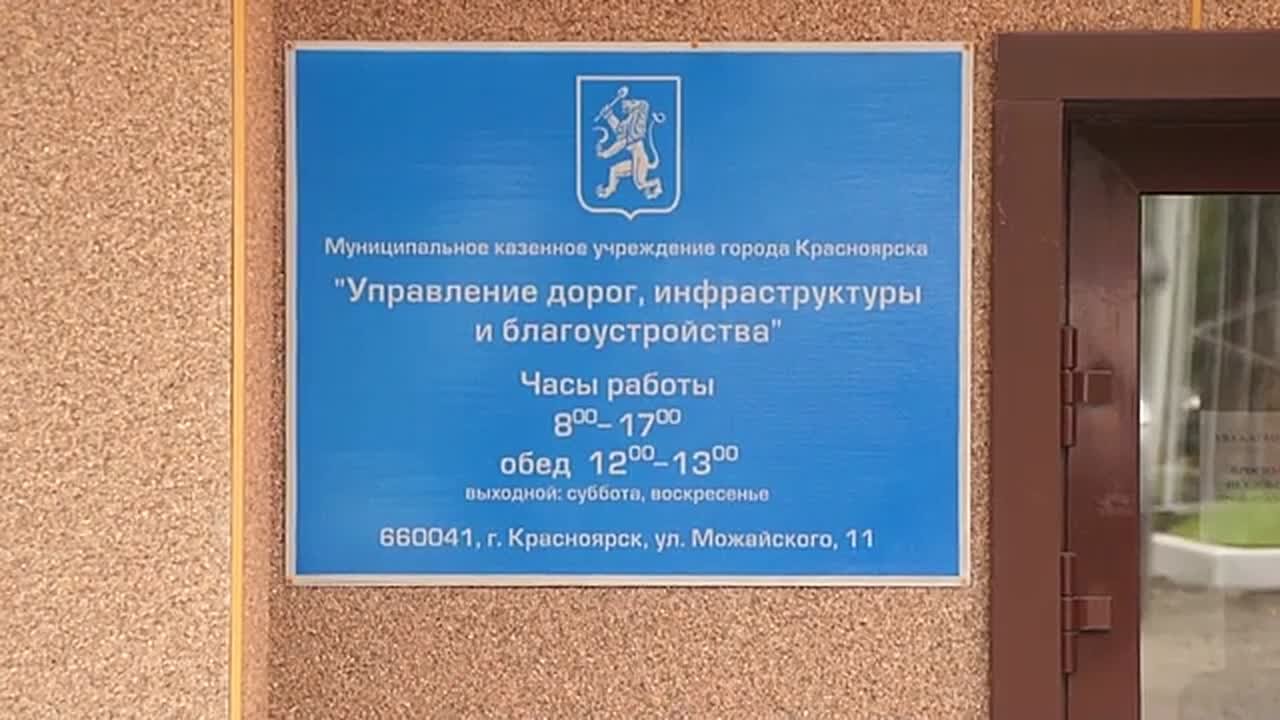 Муниципальное казенное учреждение города Красноярска
"Управление дорог, инфраструктуры
и благоустройства"
Часы работы
8⁰⁰–17⁰⁰
обед 12⁰⁰–13⁰⁰
выходной: суббота, воскресенье
660041, г. Красноярск, ул. Можайского, 11